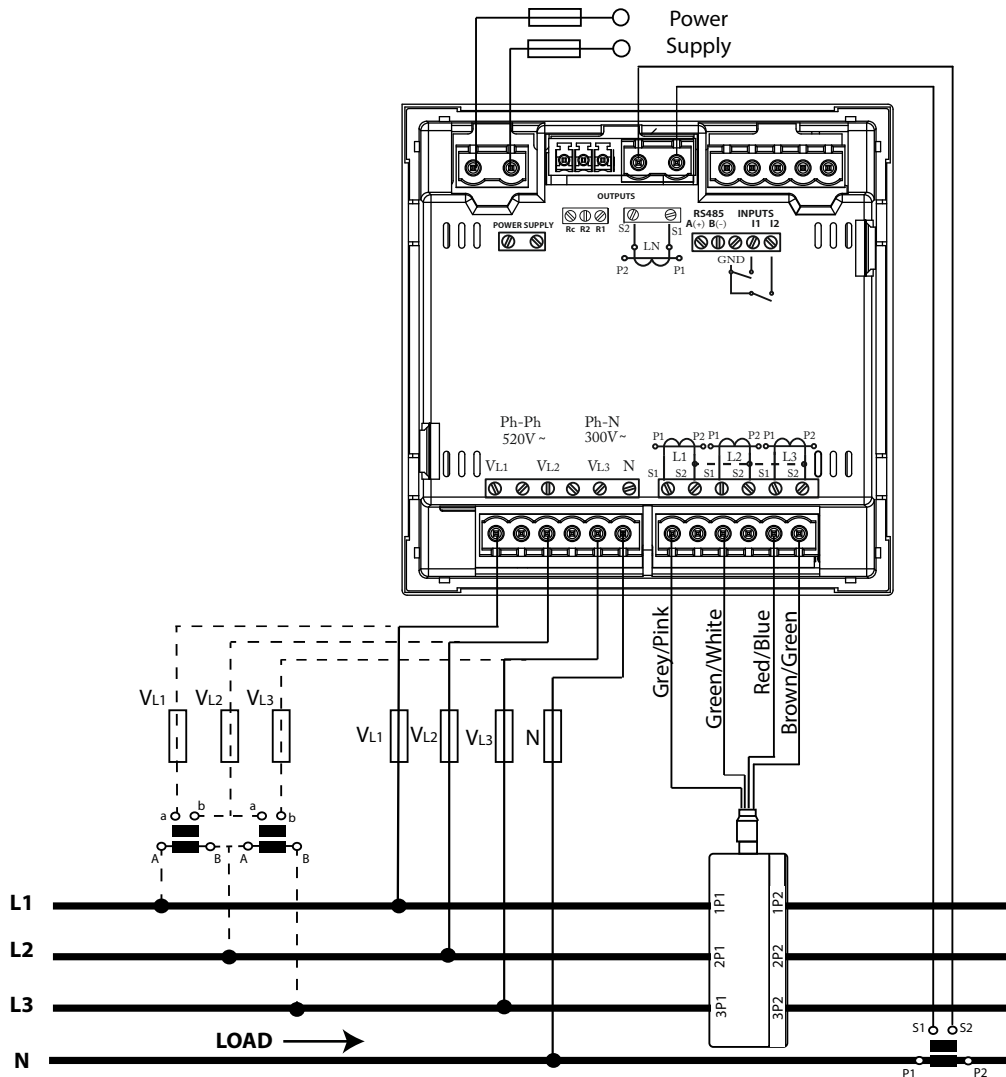 Power
Supply
OUTPUTS
Rc R2 R1
POWER SUPPLY
S2 S1
LN
P2 P1
RS485 INPUTS
A(+) B(-) I1 I2
GND
Ph-Ph
520V ~
Ph-N
300V ~
P1 P2 P1 P2 P1 P2
L1 L2 L3
VL1 VL2 VL3 N
S1 S2 S1 S2 S1 S2
Grey/Pink
Green/White
Red/Blue
Brown/Green
VL1 VL2 VL3
VL1 VL2 VL3 N
a b a b
A B A B
L1 1P1 1P2
L2 2P1 2P2
L3 3P1 3P2
LOAD
S1 S2
N
P1 P2